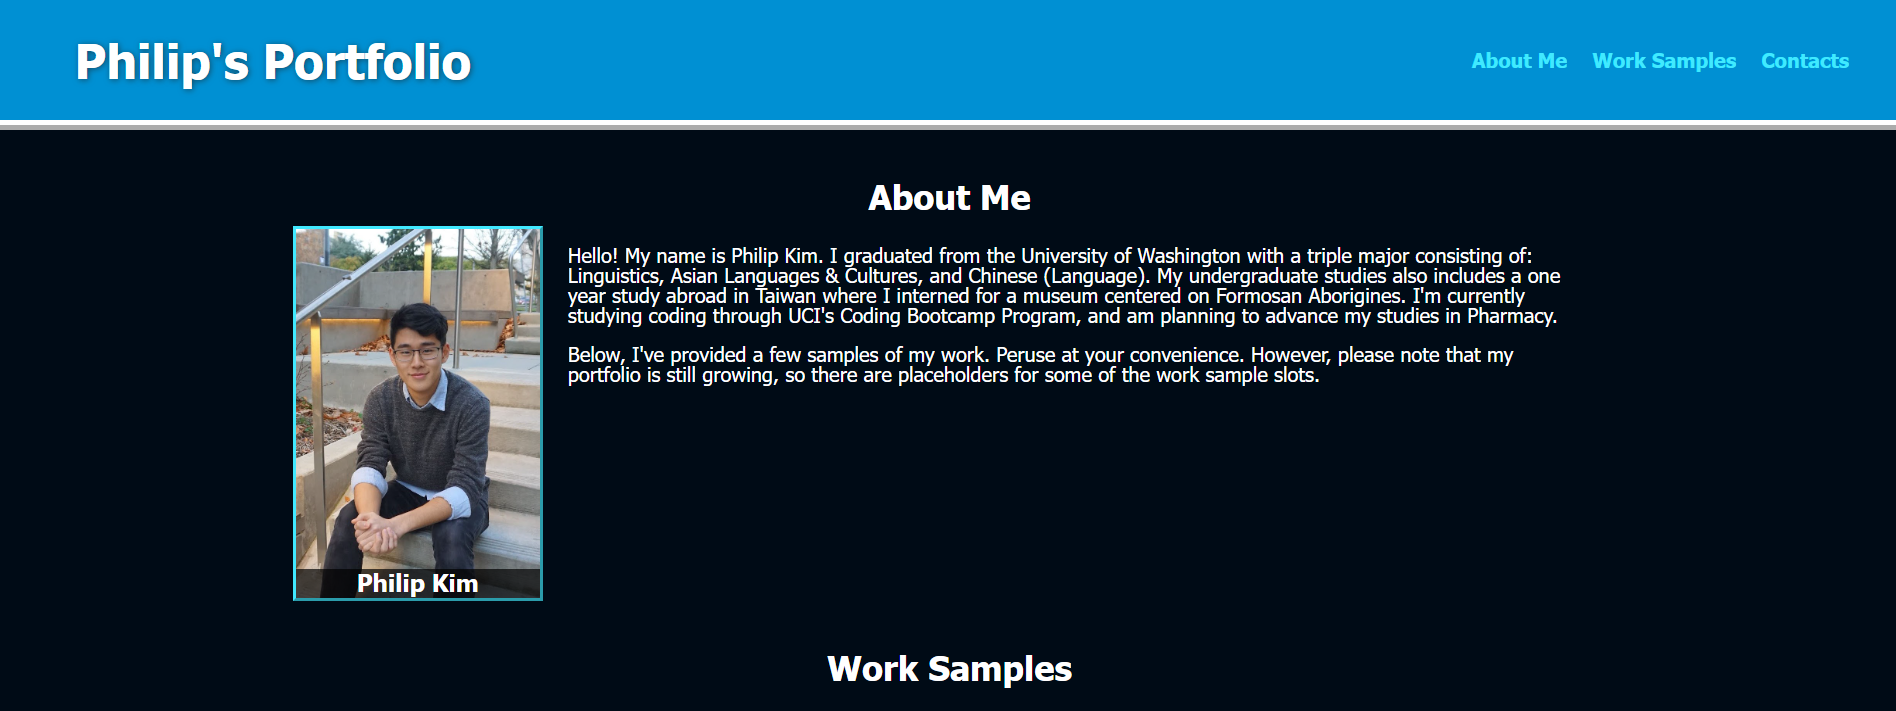 Philip's Portfolio
About Me
Work Samples
Contacts
About Me
Hello! My name is Philip Kim. I graduated from the University of Washington with a triple major consisting of:
Linguistics, Asian Languages & Cultures, and Chinese (Language). My undergraduate studies also includes a one
year study abroad in Taiwan where I interned for a museum centered on Formosan Aborigines. I'm currently
studying coding through UCI's Coding Bootcamp Program, and am planning to advance my studies in Pharmacy.
Below, I've provided a few samples of my work. Peruse at your convenience. However, please note that my
portfolio is still growing, so there are placeholders for some of the work sample slots.
Philip Kim
Work Samples